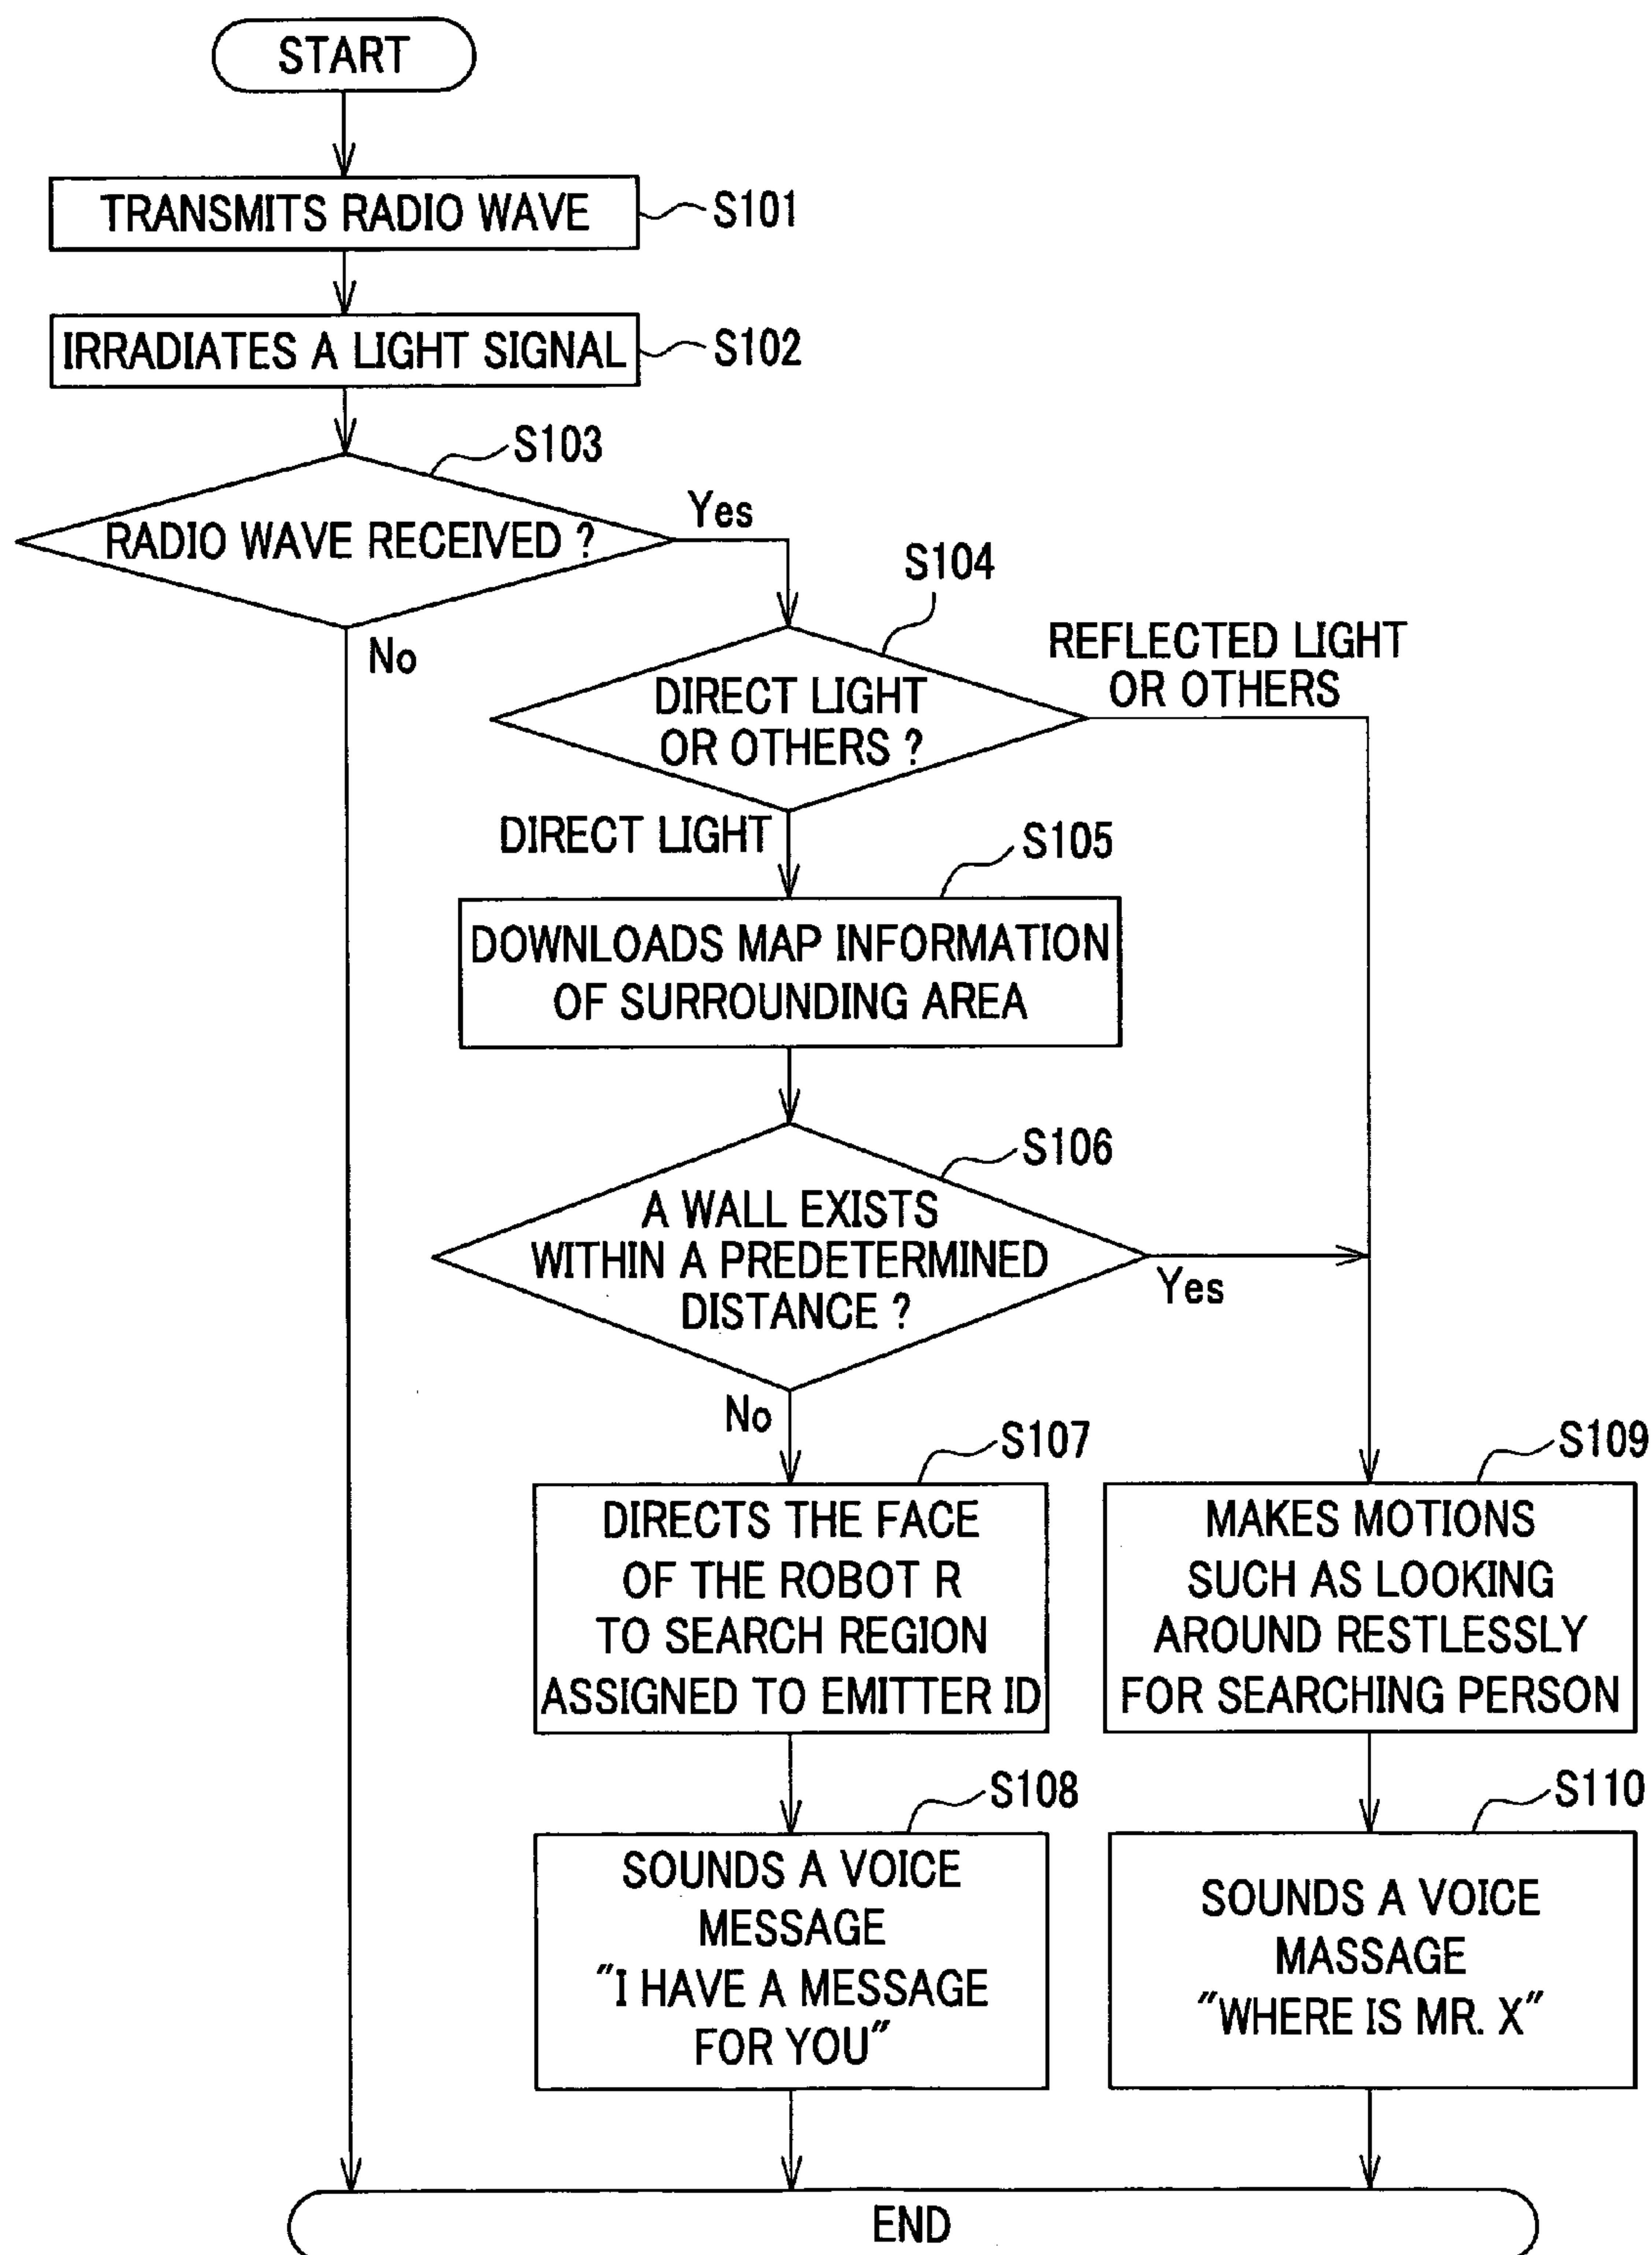 START
TRANSMITS RADIO WAVE
S101
IRRADIATES A LIGHT SIGNAL
S102
S103
RADIO WAVE RECEIVED ?
Yes
No
S104
DIRECT LIGHT
OR OTHERS ?
REFLECTED LIGHT
OR OTHERS
DIRECT LIGHT
S105
DOWNLOADS MAP INFORMATION
OF SURROUNDING AREA
S106
A WALL EXISTS
WITHIN A PREDETERMINED
DISTANCE ?
Yes
No
S107
DIRECTS THE FACE
OF THE ROBOT R
TO SEARCH REGION
ASSIGNED TO EMITTER ID
S109
MAKES MOTIONS
SUCH AS LOOKING
AROUND RESTLESSLY
FOR SEARCHING PERSON
S108
SOUNDS A VOICE
MESSAGE
"I HAVE A MESSAGE
FOR YOU"
S110
SOUNDS A VOICE
MASSAGE
"WHERE IS MR. X"
END